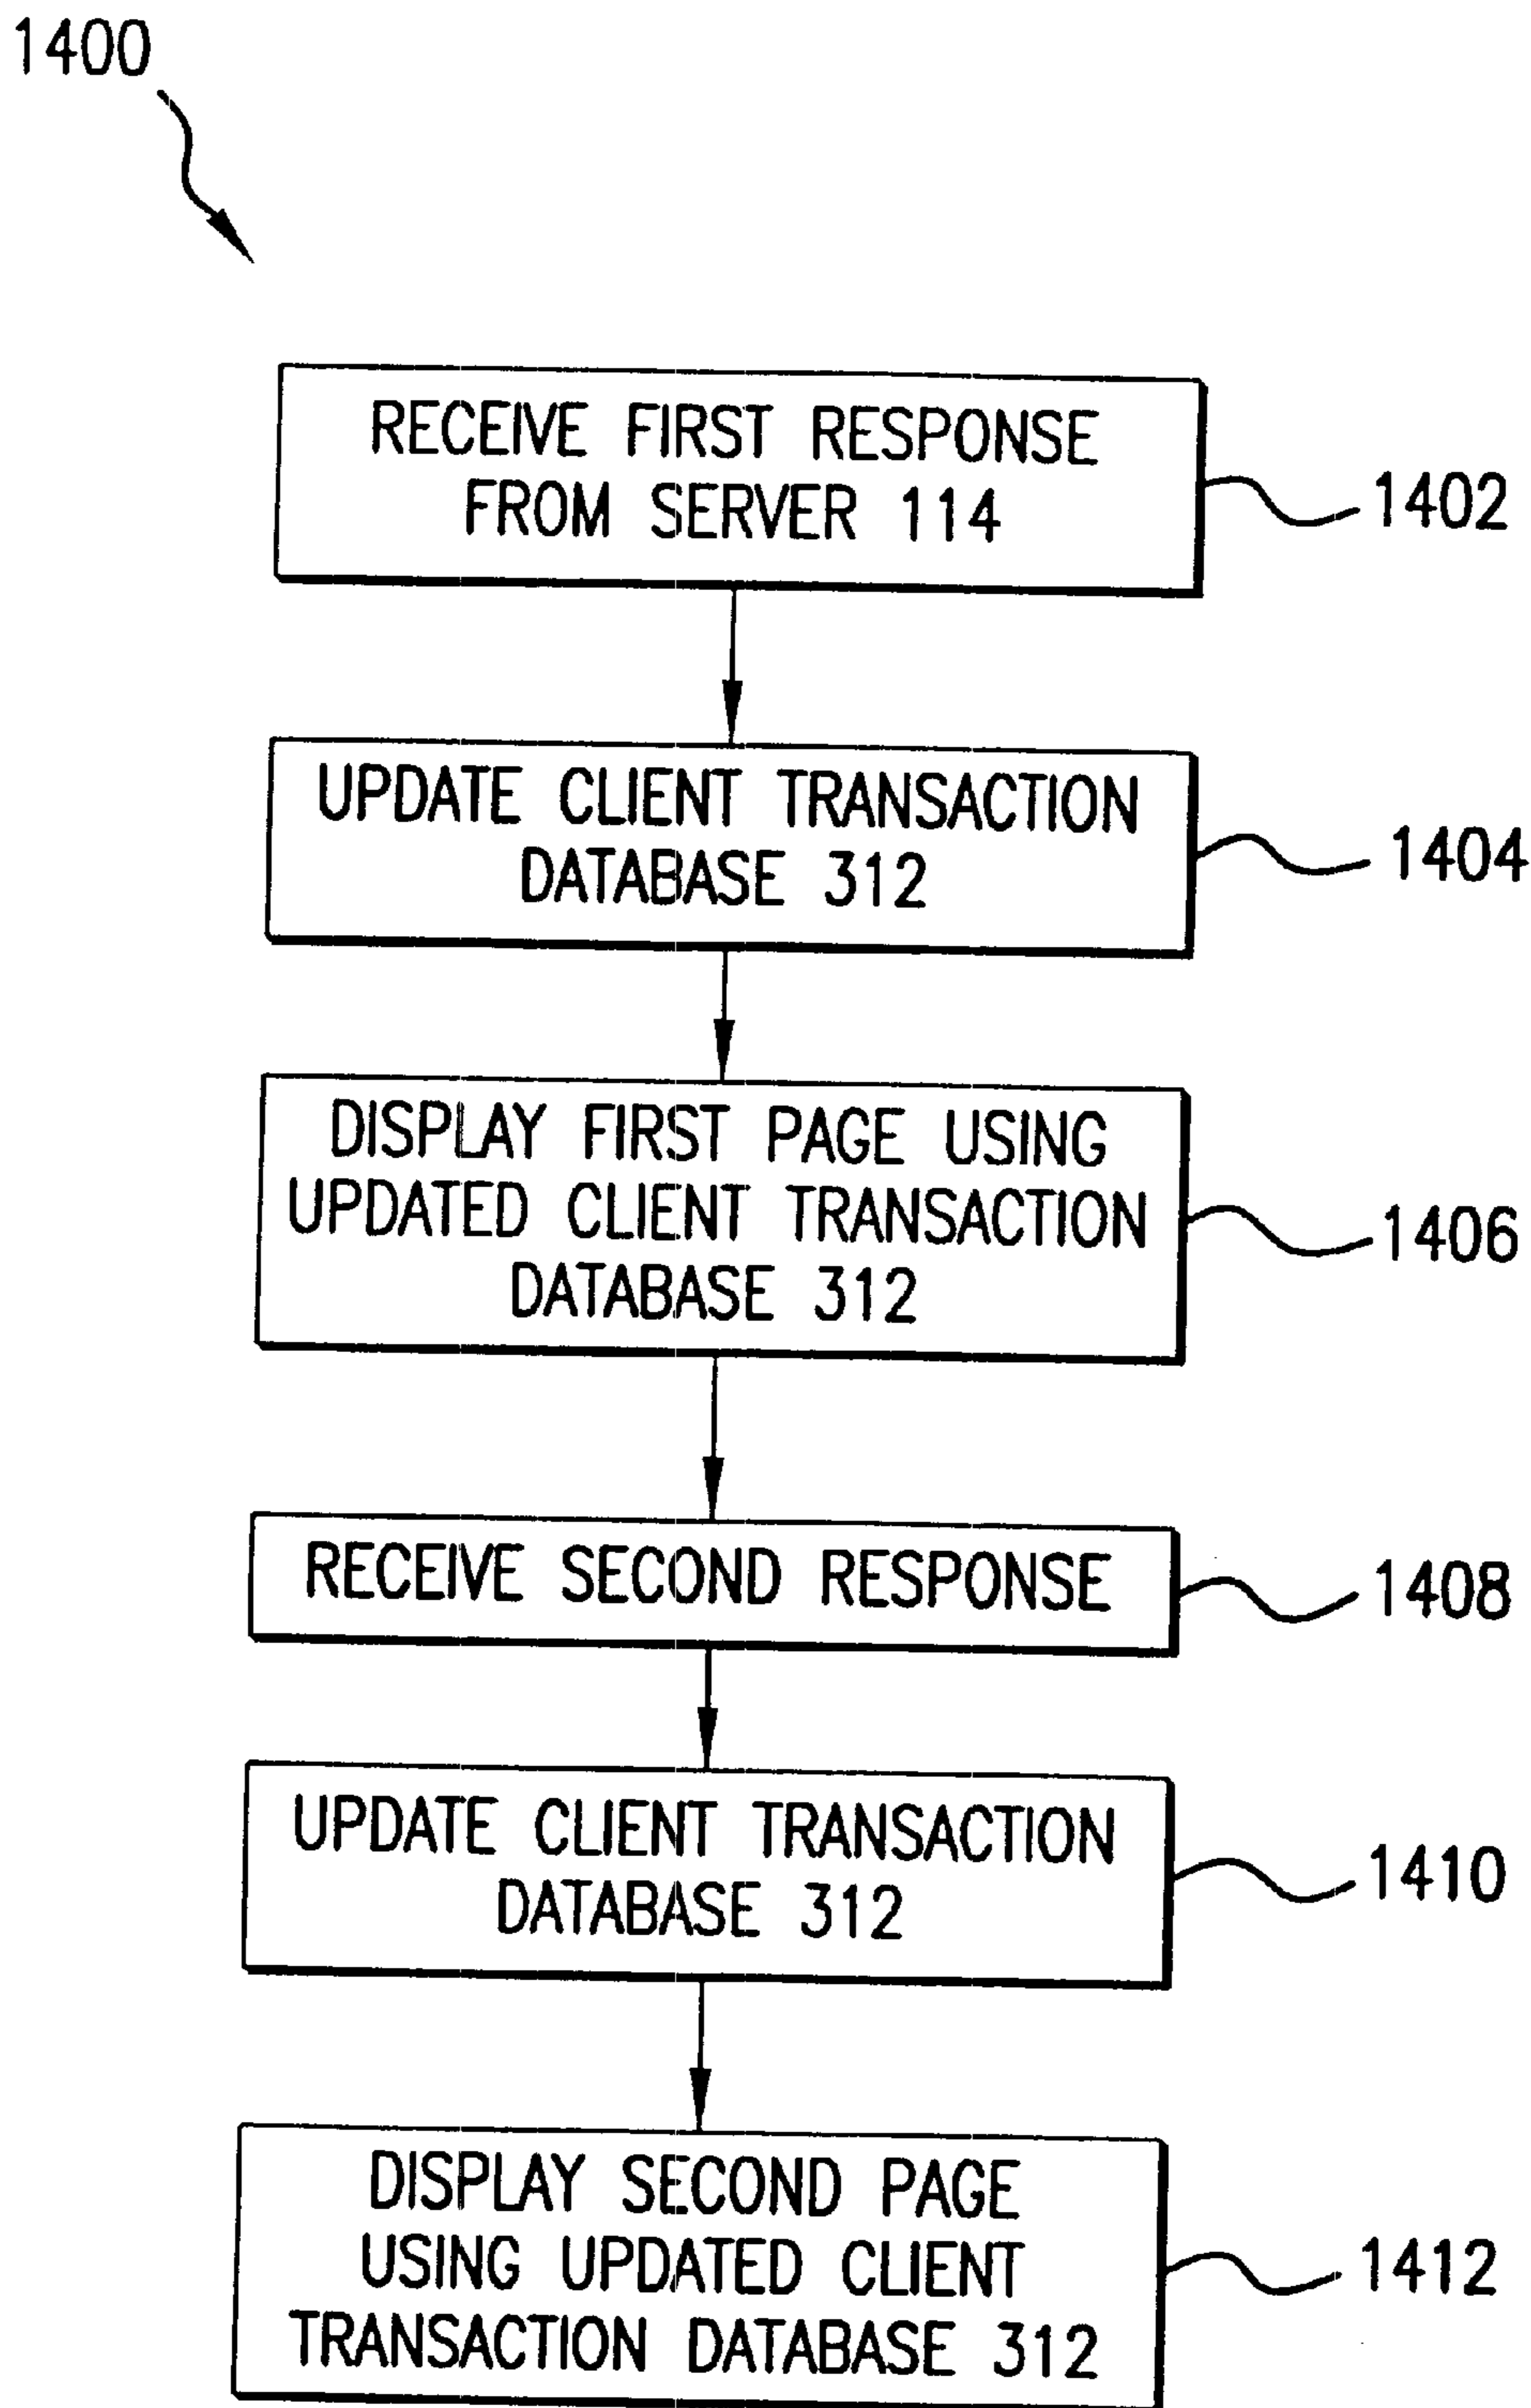 1400
RECEIVE FIRST RESPONSE
FROM SERVER 114
1402
UPDATE CLIENT TRANSACTION
DATABASE 312
1404
DISPLAY FIRST PAGE USING
UPDATED CLIENT TRANSACTION
DATABASE 312
1406
RECEIVE SECOND RESPONSE
1408
UPDATE CLIENT TRANSACTION
DATABASE 312
1410
DISPLAY SECOND PAGE
USING UPDATED CLIENT
TRANSACTION DATABASE 312
1412